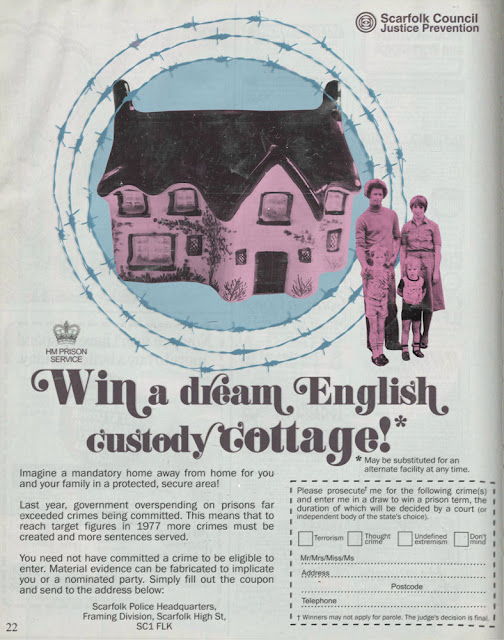 Scarfolk Council
Justice Prevention
HM PRISON
SERVICE
Win a dream English
custody cottage!*
* May be substituted for an
alternate facility at any time.
Imagine a mandatory home away from home for you
and your family in a protected, secure area!
Last year, government overspending on prisons far
exceeded crimes being committed. This means that to
reach target figures in 1977 more crimes must be
created and more sentences served.
You need not have committed a crime to be eligible to
enter. Material evidence can be fabricated to implicate
you or a nominated party. Simply fill out the coupon
and send to the address below:
Scarfolk Police Headquarters,
Framing Division, Scarfolk High St,
SC1 FLK
Please prosecute† me for the following crime(s)
and enter me in a draw to win a prison term, the
duration of which will be decided by a court (or
independent body of the state's choice).
Terrorism
Thought
crime
Undefined
extremism
Don't
mind
Mr/Mrs/Miss/Ms
Address
Postcode
Telephone
† Winners may not apply for parole. The judge's decision is final.
22